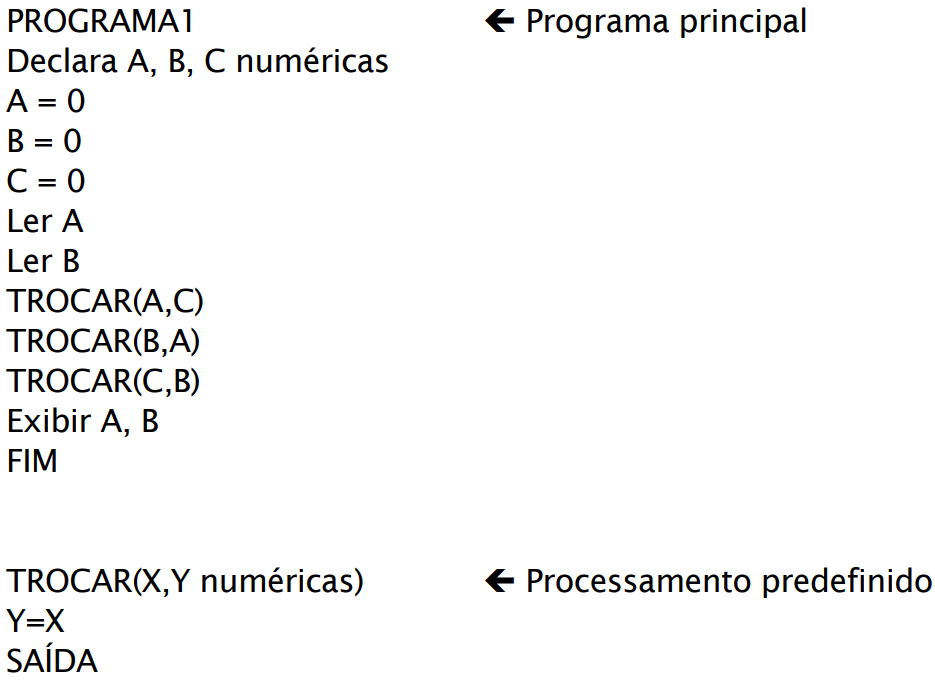 PROGRAMA1 🡸 Programa principal
Declara A, B, C numéricas
A = 0
B = 0
C = 0
Ler A
Ler B
TROCAR(A,C)
TROCAR(B,A)
TROCAR(C,B)
Exibir A, B
FIM
TROCAR(X,Y numéricas) 🡸 Processamento predefinido
Y=X
SAÍDA